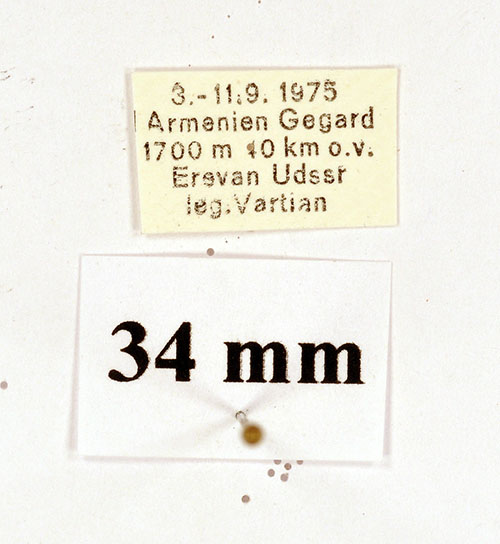 3.-11.9. 1975
Armenien Gegard
1700 m 40 km o.v.
Erevan Udssr
leg.Vartian
34 mm